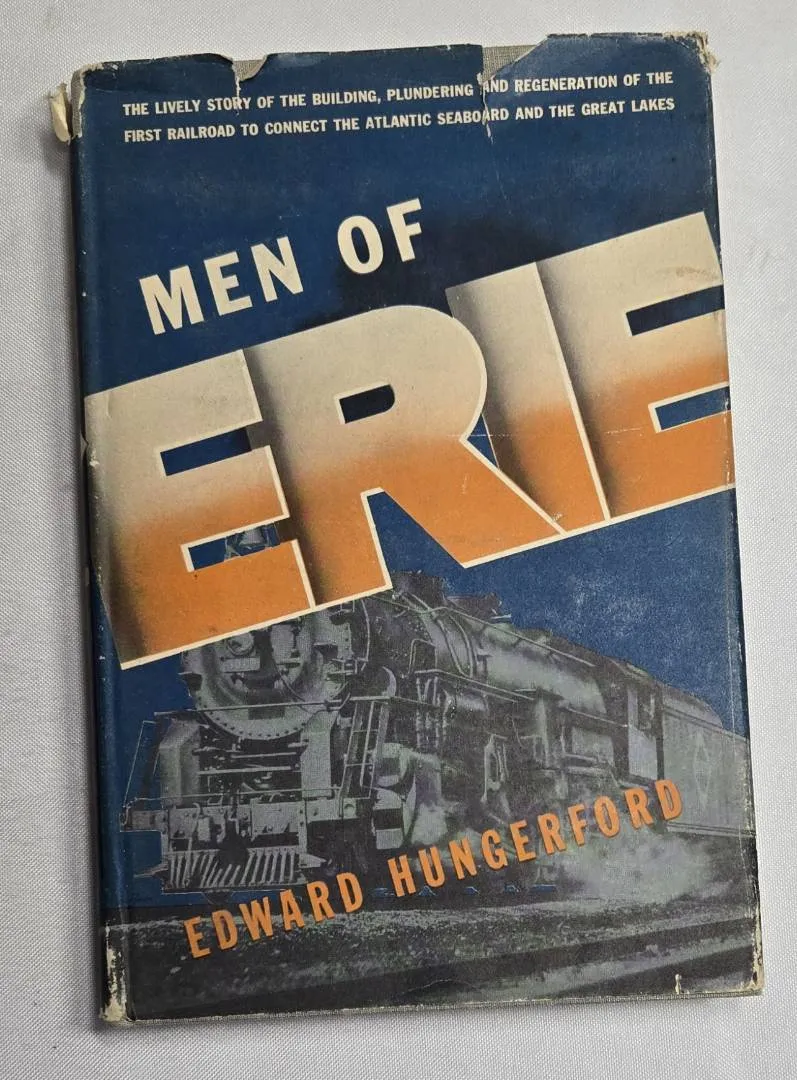 THE LIVELY STORY OF THE BUILDING, PLUNDERING AND REGENERATION OF THE
FIRST RAILROAD TO CONNECT THE ATLANTIC SEABOARD AND THE GREAT LAKES
MEN OF
ERIE
EDWARD HUNGERFORD